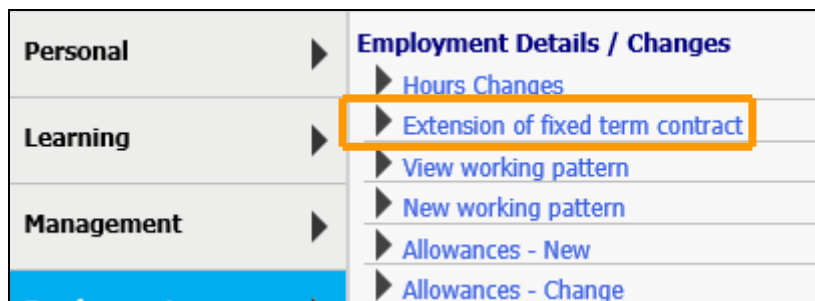 Personal
Learning
Management
Employment Details / Changes
Hours Changes
Extension of fixed term contract
View working pattern
New working pattern
Allowances - New
Allowances - Change